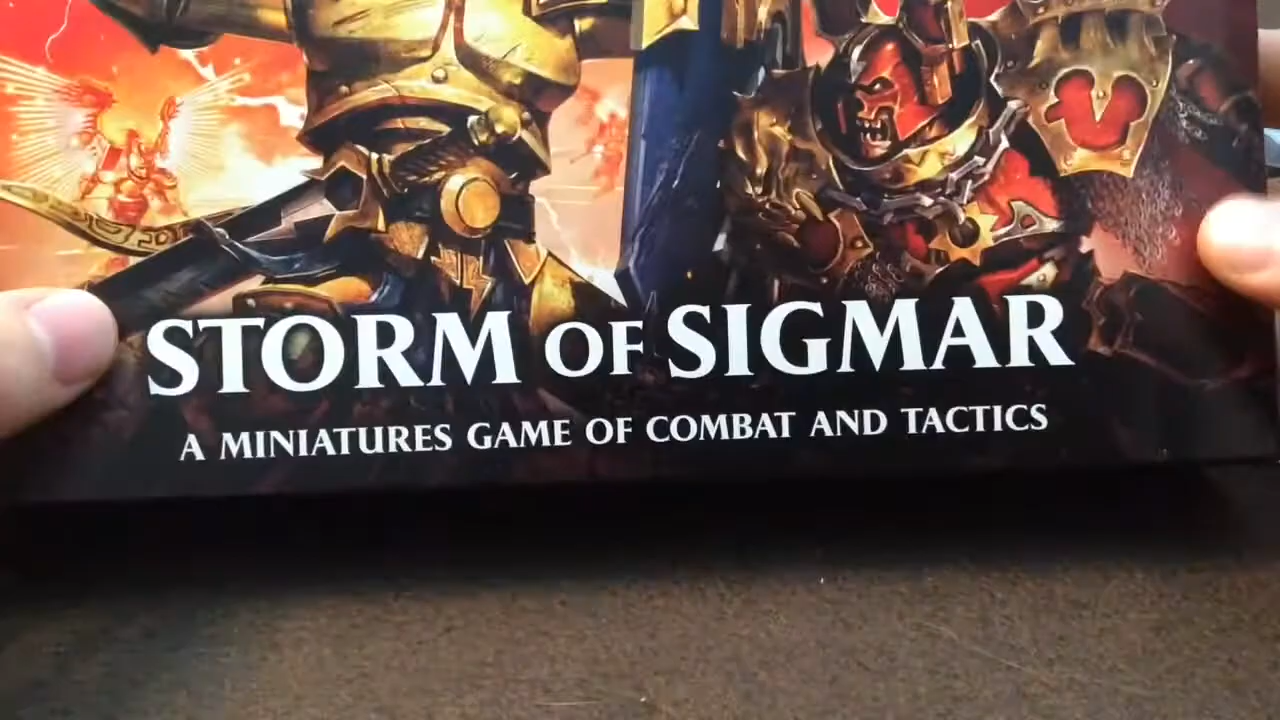 STORM OF SIGMAR
A MINIATURES GAME OF COMBAT AND TACTICS